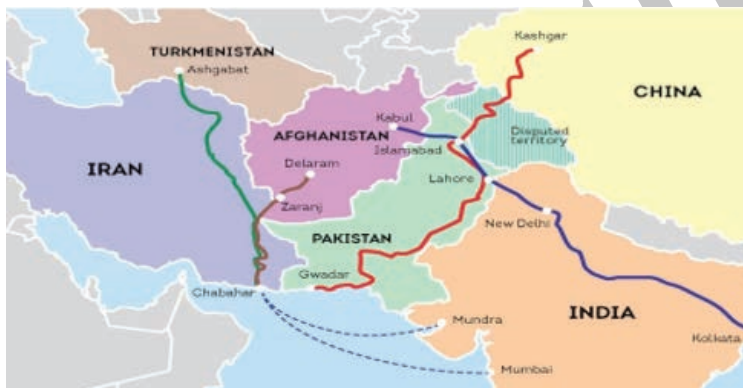 TURKMENISTAN
Ashgabat
Kashgar
CHINA
Kabul
AFGHANISTAN
Islamabad
Disputed
territory
IRAN
Delaram
Lahore
Zaranj
New Delhi
PAKISTAN
Gwadar
Chabahar
INDIA
Mundra
Kolkata
Mumbai